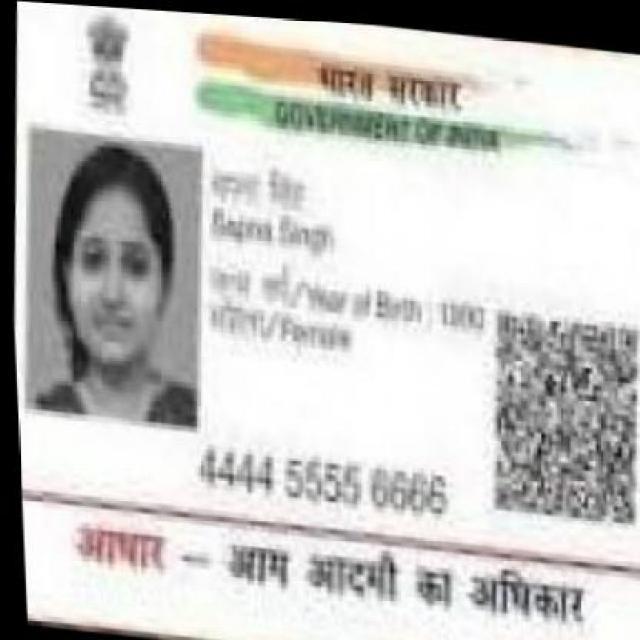 भारत सरकार
GOVERNMENT OF INDIA
सपना सिंह
Sapna Singh
जन्म वर्ष / Year of Birth :
महिला / Female
4444 5555 6666
आधार – आम आदमी का अधिकार